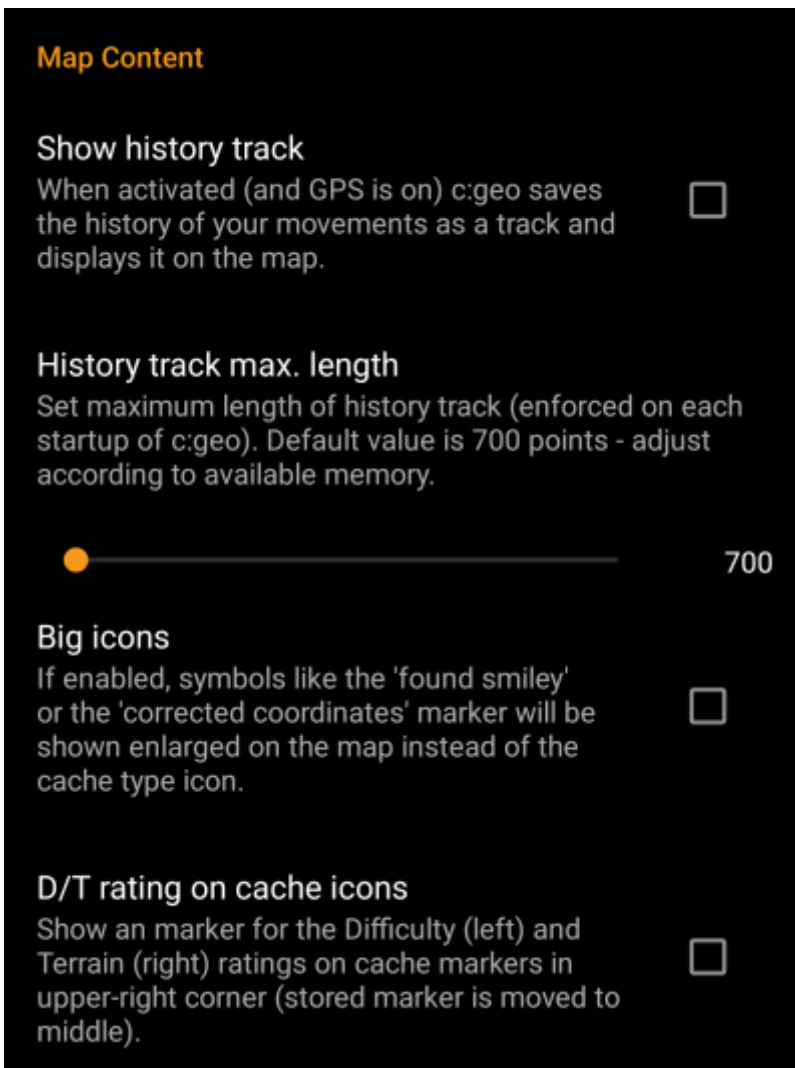 Map Content
Show history track
When activated (and GPS is on) c:geo saves
the history of your movements as a track and
displays it on the map.
History track max. length
Set maximum length of history track (enforced on each
startup of c:geo). Default value is 700 points - adjust
according to available memory.
700
Big icons
If enabled, symbols like the 'found smiley'
or the 'corrected coordinates' marker will be
shown enlarged on the map instead of the
cache type icon.
D/T rating on cache icons
Show an marker for the Difficulty (left) and
Terrain (right) ratings on cache markers in
upper-right corner (stored marker is moved to
middle).